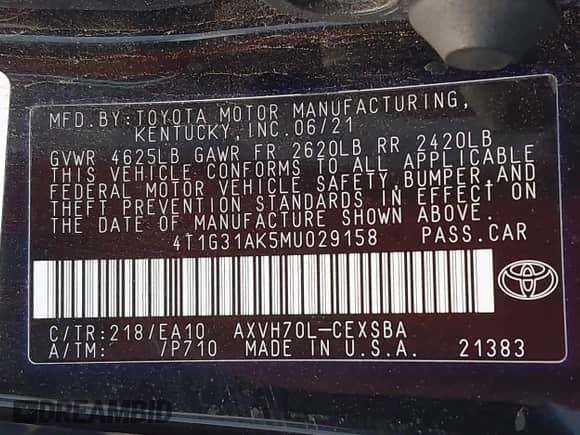 MFD.BY:TOYOTA MOTOR MANUFACTURING,
KENTUCKY,INC.06/21
GVWR 4625LB GAWR FR 2620LB RR 2420LB
THIS VEHICLE CONFORMS TO ALL APPLICABLE
FEDERAL MOTOR VEHICLE SAFETY,BUMPER,AND
THEFT PREVENTION STANDARDS IN EFFECT ON
THE DATE OF MANUFACTURE SHOWN ABOVE.
4T1G31AK5MU029158 PASS.CAR
C/TR:218/EA10 AXVH70L-CEXSBA
A/TM: /P710 MADE IN U.S.A. 21383
DREAMBID